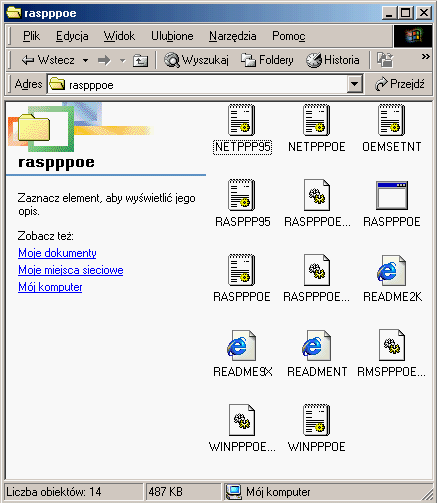 raspppoe
Plik Edycja Widok Ulubione Narzędzia Pomoc »
Wstecz Wyszukaj Foldery Historia »
Adres raspppoe Przejdź
raspppoe
Zaznacz element, aby wyświetlić jego
opis.
Zobacz też:
Moje dokumenty
Moje miejsca sieciowe
Mój komputer
NETPPP95 NETPPPOE OEMSETNT
RASPPP95 RASPPPOE... RASPPPOE
RASPPPOE RASPPPOE... README2K
README9X READMENT RMSPPPOE...
WINPPPOE... WINPPPOE
Liczba obiektów: 14 487 KB Mój komputer